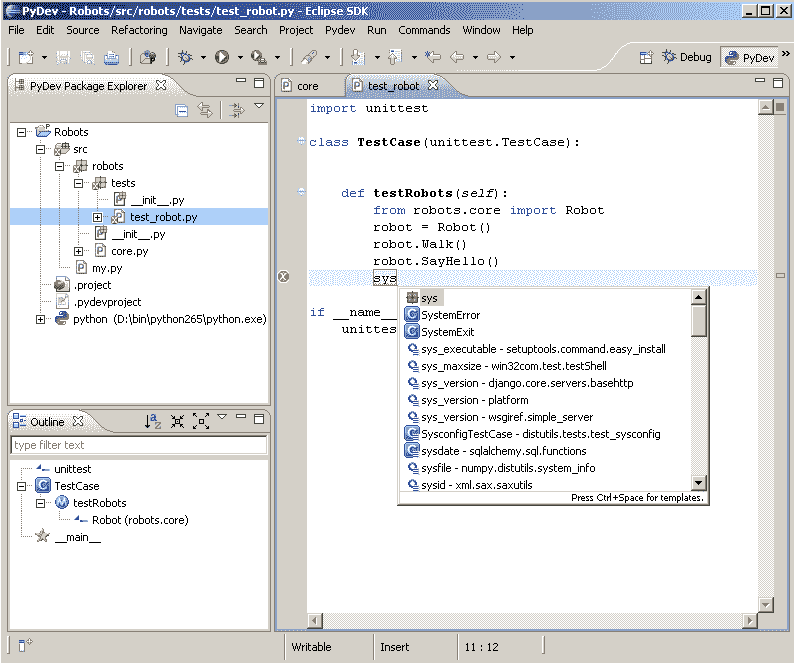 PyDev - Robots/src/robots/tests/test_robot.py - Eclipse SDK
File Edit Source Refactoring Navigate Search Project Pydev Run Commands Window Help
Debug PyDev »
PyDev Package Explorer
core test_robot
Robots
src
robots
tests
__init__.py
test_robot.py
__init__.py
core.py
my.py
.project
.pydevproject
python (D:\bin\python265\python.exe)
import unittest
class TestCase(unittest.TestCase):
def testRobots(self):
from robots.core import Robot
robot = Robot()
robot.Walk()
robot.SayHello()
sys
if __name__
unittes
sys
SystemError
SystemExit
sys_executable - setuptools.command.easy_install
sys_maxsize - win32com.test.testShell
sys_version - django.core.servers.basehttp
sys_version - platform
sys_version - wsgiref.simple_server
SysconfigTestCase - distutils.tests.test_sysconfig
sysdate - sqlalchemy.sql.functions
sysfile - numpy.distutils.system_info
sysid - xml.sax.saxutils
Press Ctrl+Space for templates.
Outline
type filter text
unittest
TestCase
testRobots
Robot (robots.core)
__main__
Writable Insert 11 : 12